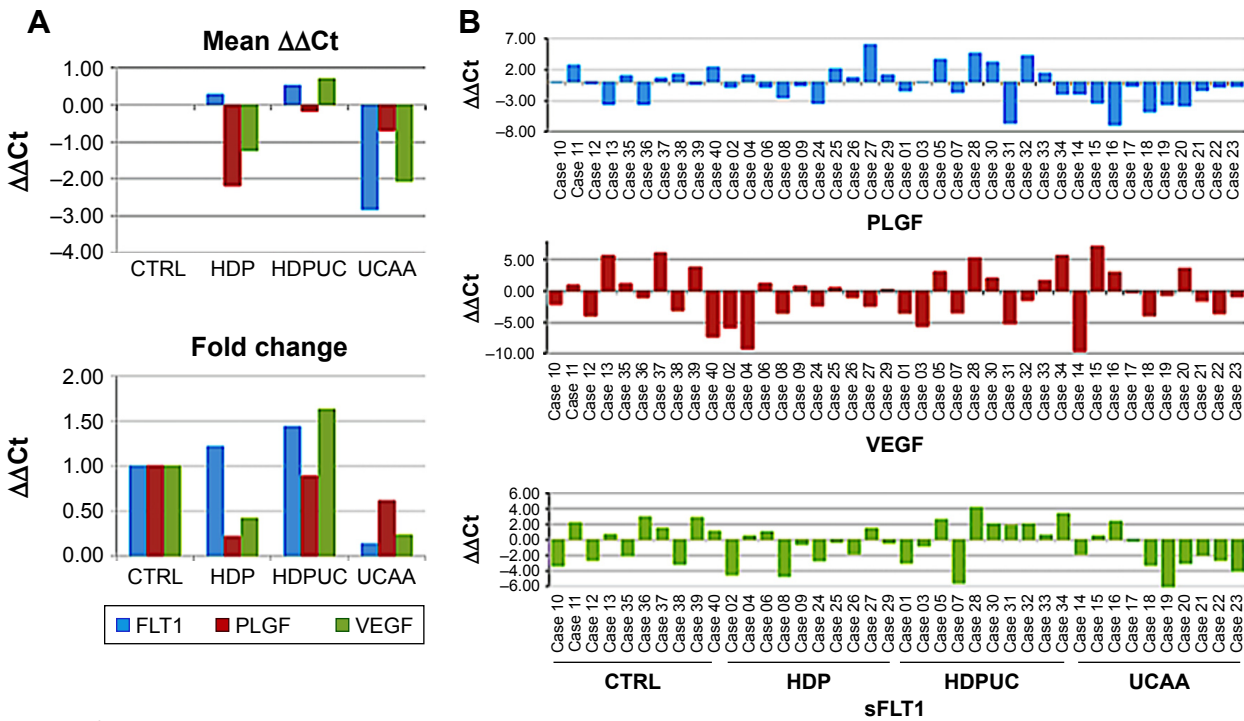 A
Mean ΔΔCt
ΔΔCt
1.00
0.00
–1.00
–2.00
–3.00
–4.00
CTRL HDP HDPUC UCAA
Fold change
ΔΔCt
2.00
1.50
1.00
0.50
0.00
CTRL HDP HDPUC UCAA
FLT1 PLGF VEGF
B
ΔΔCt
7.00
2.00
–3.00
–8.00
Case 10 Case 11 Case 12 Case 13 Case 35 Case 36 Case 37 Case 38 Case 39 Case 40 Case 02 Case 04 Case 06 Case 08 Case 09 Case 24 Case 25 Case 26 Case 27 Case 29 Case 01 Case 03 Case 05 Case 07 Case 28 Case 30 Case 31 Case 32 Case 33 Case 34 Case 14 Case 15 Case 16 Case 17 Case 18 Case 19 Case 20 Case 21 Case 22 Case 23
PLGF
ΔΔCt
5.00
0.00
–5.00
–10.00
Case 10 Case 11 Case 12 Case 13 Case 35 Case 36 Case 37 Case 38 Case 39 Case 40 Case 02 Case 04 Case 06 Case 08 Case 09 Case 24 Case 25 Case 26 Case 27 Case 29 Case 01 Case 03 Case 05 Case 07 Case 28 Case 30 Case 31 Case 32 Case 33 Case 34 Case 14 Case 15 Case 16 Case 17 Case 18 Case 19 Case 20 Case 21 Case 22 Case 23
VEGF
ΔΔCt
6.00
4.00
2.00
0.00
–2.00
–4.00
–6.00
Case 10 Case 11 Case 12 Case 13 Case 35 Case 36 Case 37 Case 38 Case 39 Case 40 Case 02 Case 04 Case 06 Case 08 Case 09 Case 24 Case 25 Case 26 Case 27 Case 29 Case 01 Case 03 Case 05 Case 07 Case 28 Case 30 Case 31 Case 32 Case 33 Case 34 Case 14 Case 15 Case 16 Case 17 Case 18 Case 19 Case 20 Case 21 Case 22 Case 23
CTRL HDP HDPUC UCAA
sFLT1